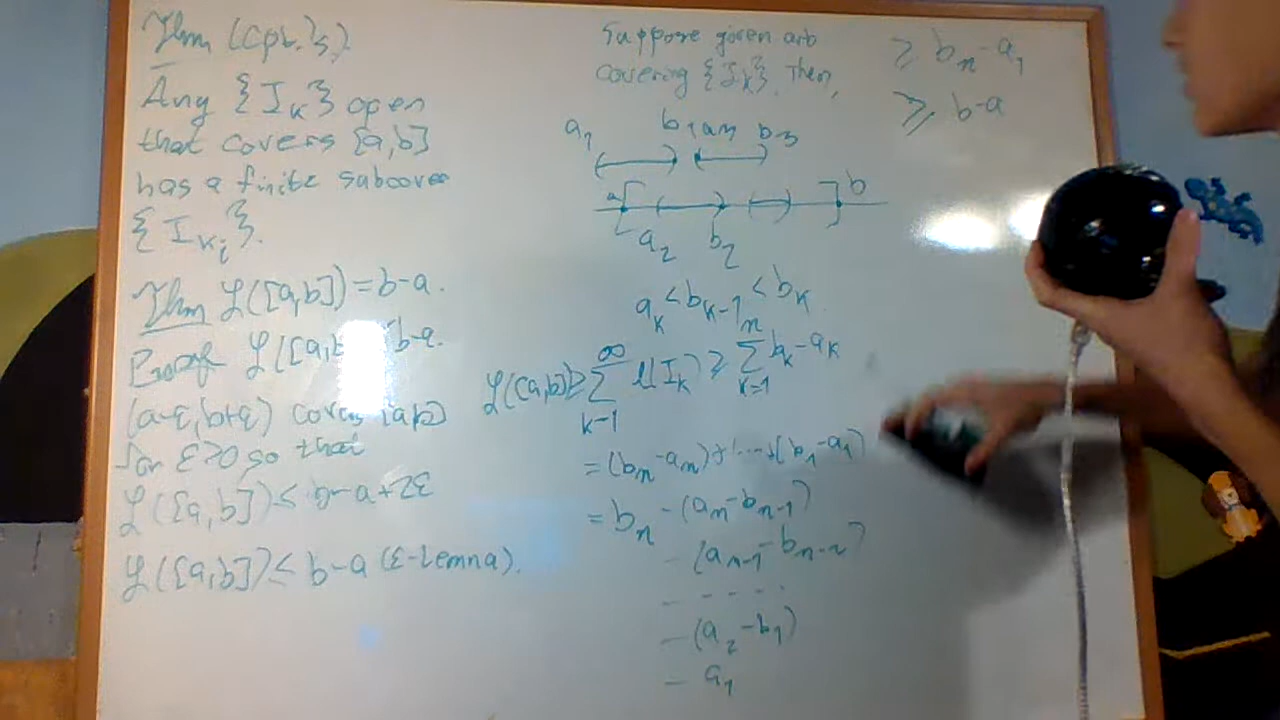 Thm (Cpt.'s,)
Any {I_k} open
that covers [a,b]
has a finite subcover
{I_{k_i}}.
Thm ℒ([a,b]) = b-a.
Proof ℒ([a,b b-a.
(a-ε, b+ε) covers [a,b]
for ε>0 so that
ℒ([a,b]) ≤ b-a+2ε
ℒ([a,b]) ≤ b-a (ε-lemma).
Suppose given arb
covering {I_k}. Then,
a_1 b_1 a_3 b_3
a b
a_2 b_2
a_k < b_{k-1} < b_k
ℒ([a,b]) ≥ ∑_{k=1}^{∞} l(I_k) ≥ ∑_{k=1}^{n} b_k - a_k
= (b_n - a_n) + ... + (b_1 - a_1)
= b_n - (a_n - b_{n-1})
- (a_{n-1} - b_{n-2})
- - - - -
- (a_2 - b_1)
- a_1
≥ b_n - a_1
≥ b-a